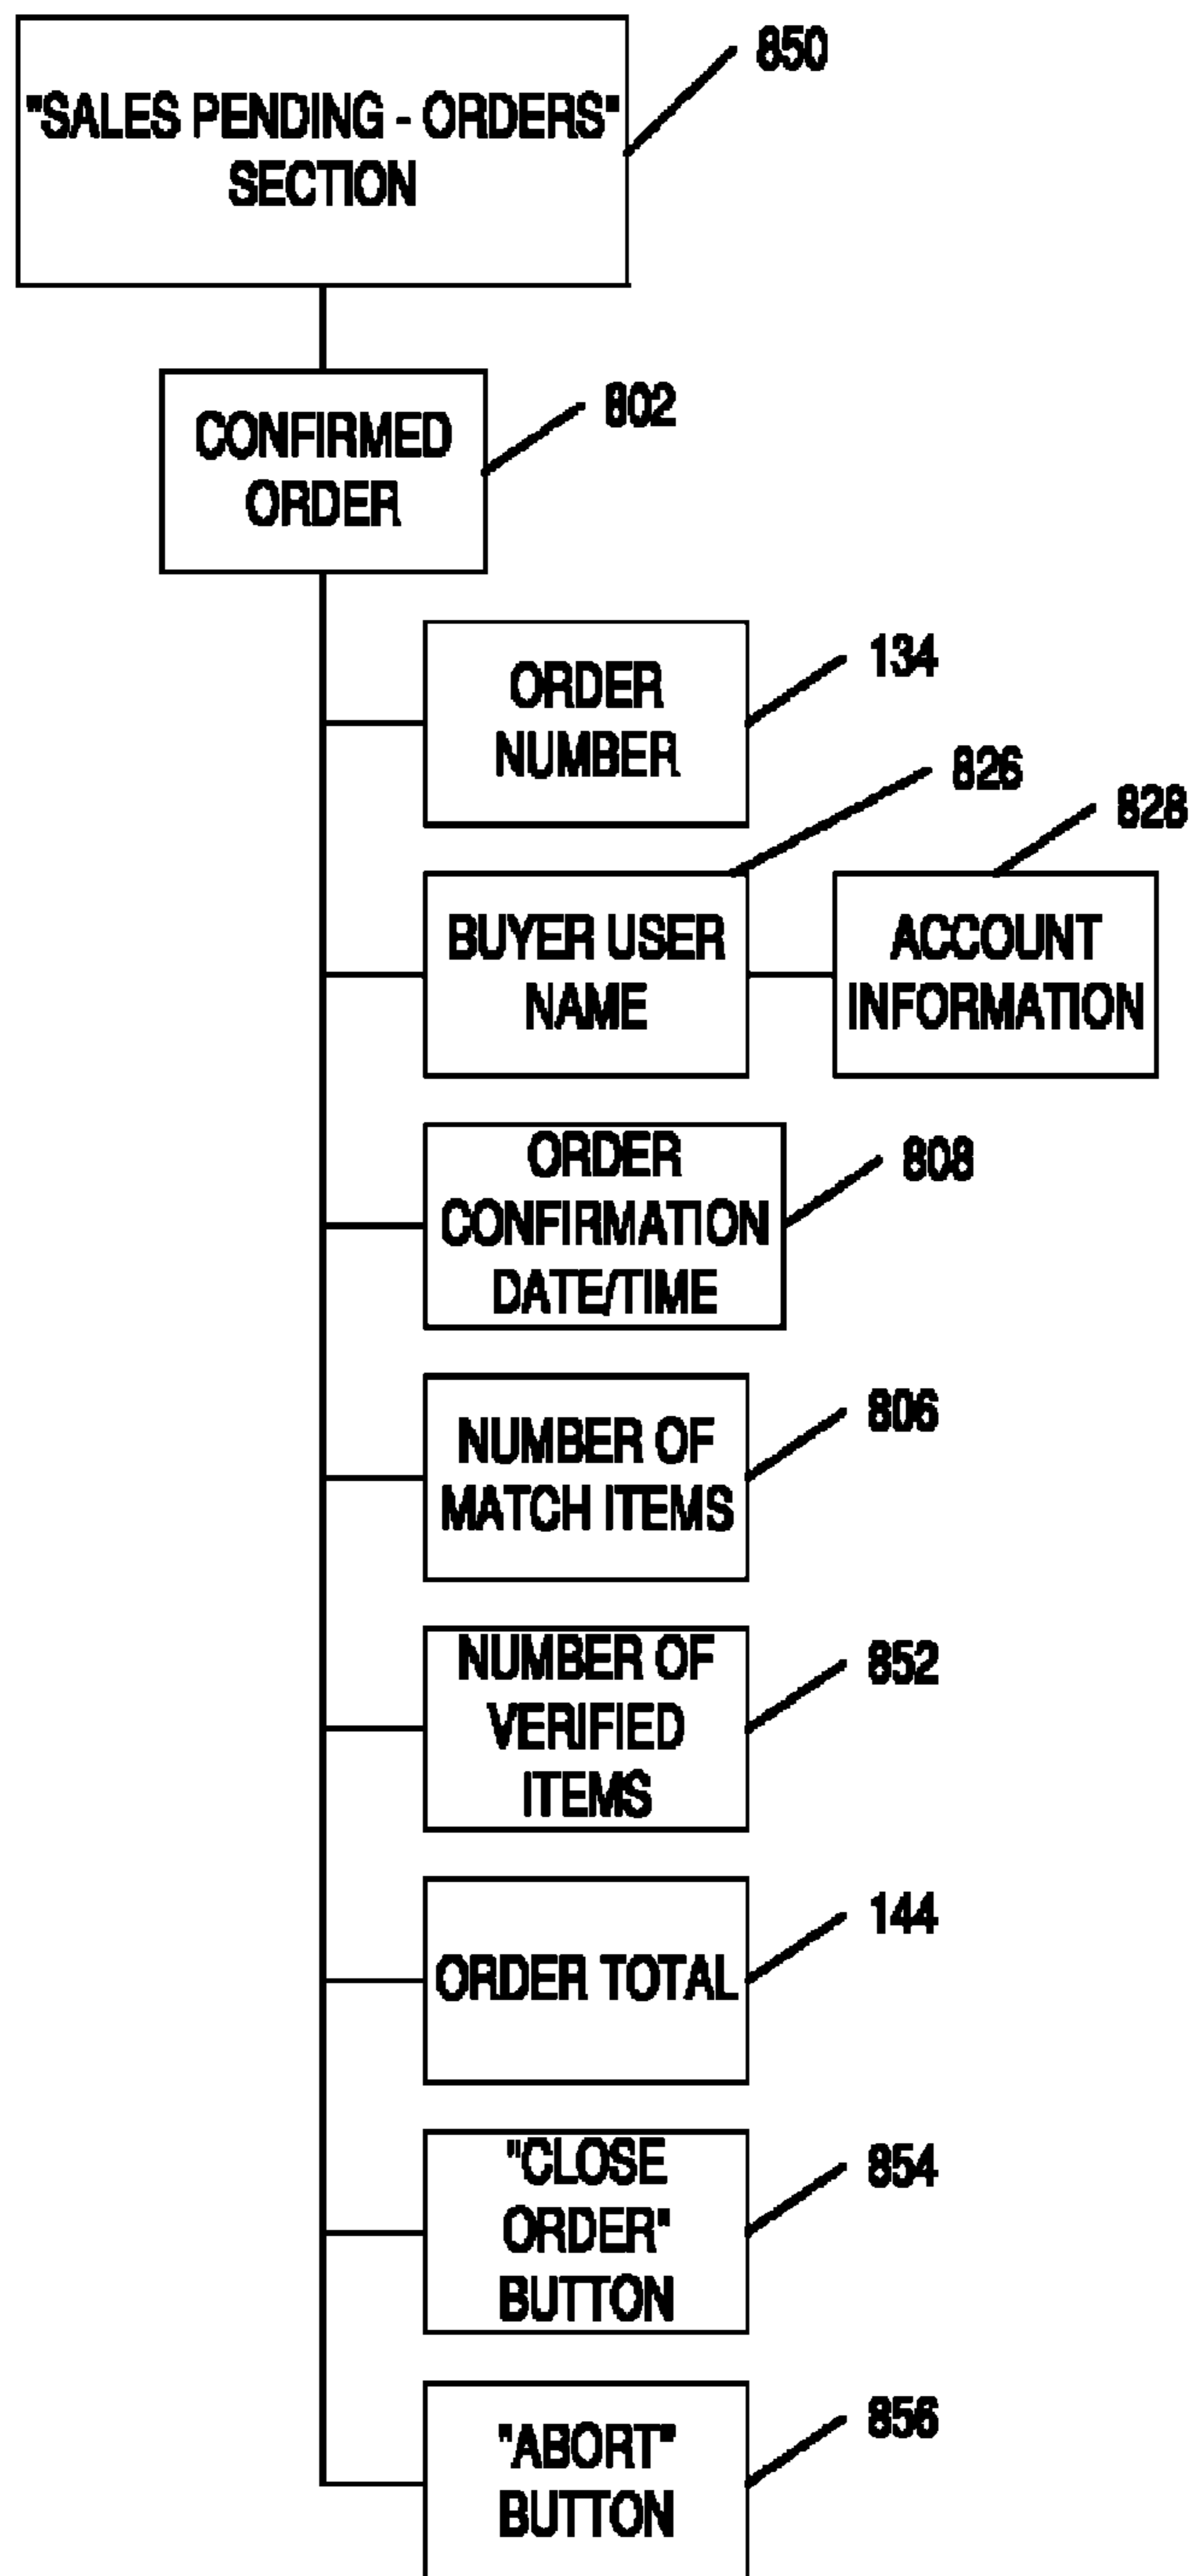 850
"SALES PENDING - ORDERS"
SECTION
802
CONFIRMED
ORDER
134
ORDER
NUMBER
826
828
BUYER USER
NAME
ACCOUNT
INFORMATION
808
ORDER
CONFIRMATION
DATE/TIME
806
NUMBER OF
MATCH ITEMS
852
NUMBER OF
VERIFIED
ITEMS
144
ORDER TOTAL
854
"CLOSE
ORDER"
BUTTON
856
"ABORT"
BUTTON